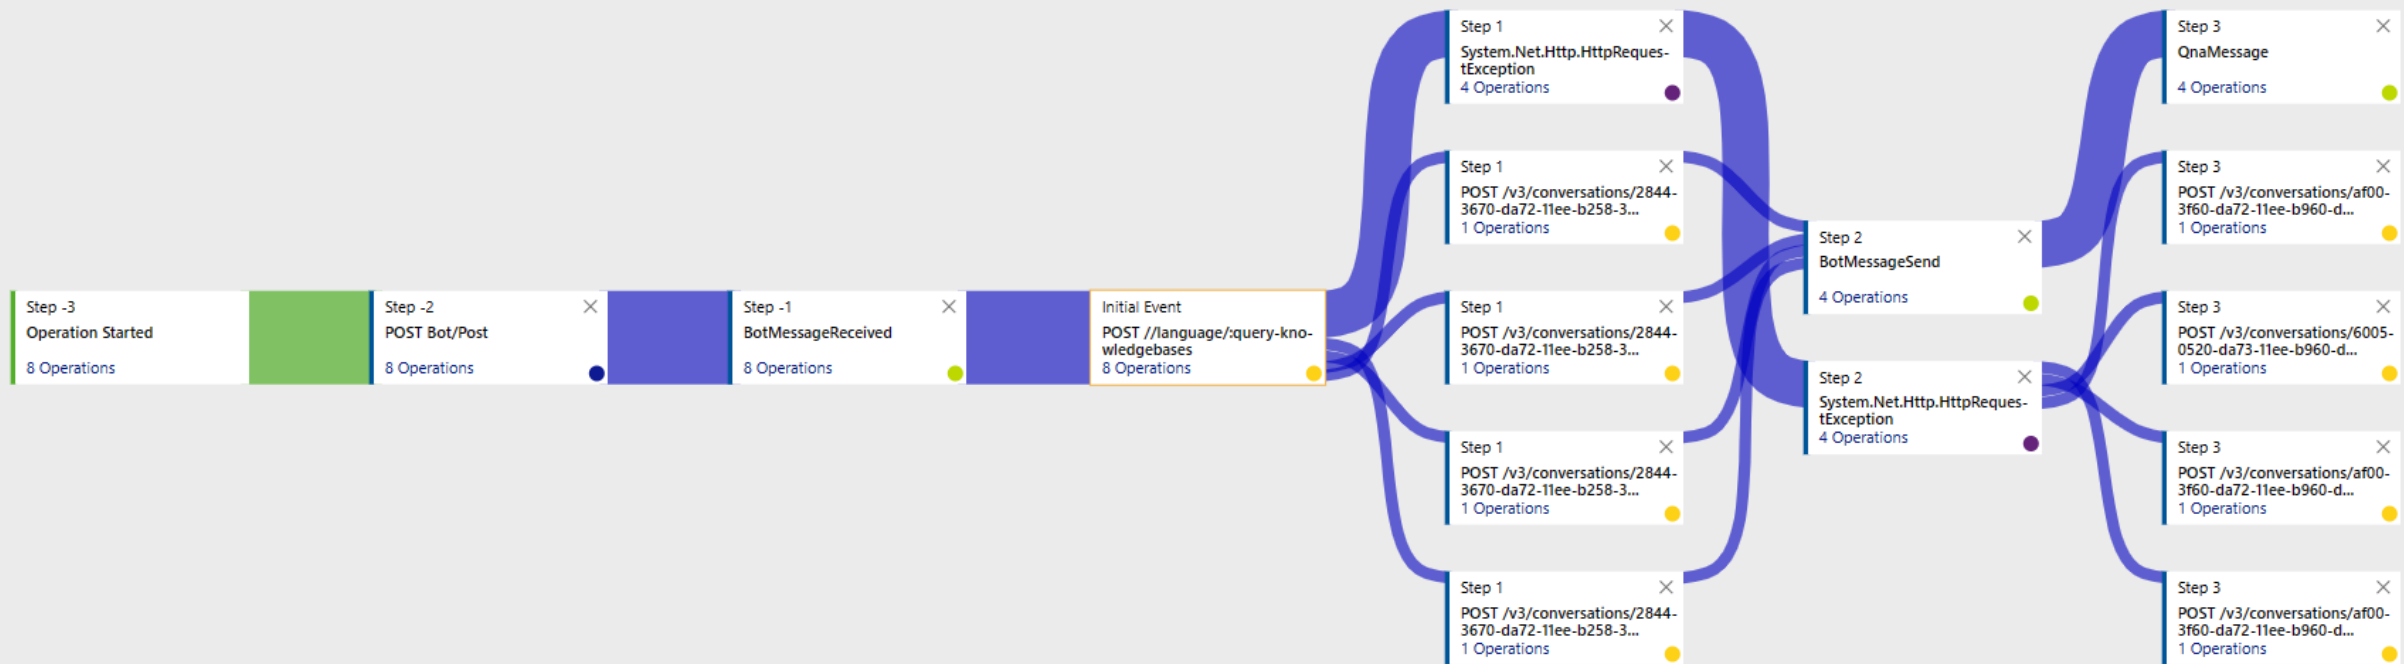 Step -3
Operation Started
8 Operations
Step -2
POST Bot/Post
8 Operations
Step -1
BotMessageReceived
8 Operations
Initial Event
POST //language/:query-kno-
wledgebases
8 Operations
Step 1
System.Net.Http.HttpReques-
tException
4 Operations
Step 1
POST /v3/conversations/2844-
3670-da72-11ee-b258-3...
1 Operations
Step 1
POST /v3/conversations/2844-
3670-da72-11ee-b258-3...
1 Operations
Step 1
POST /v3/conversations/2844-
3670-da72-11ee-b258-3...
1 Operations
Step 1
POST /v3/conversations/2844-
3670-da72-11ee-b258-3...
1 Operations
Step 2
BotMessageSend
4 Operations
Step 2
System.Net.Http.HttpReques-
tException
4 Operations
Step 3
QnaMessage
4 Operations
Step 3
POST /v3/conversations/af00-
3f60-da72-11ee-b960-d...
1 Operations
Step 3
POST /v3/conversations/6005-
0520-da73-11ee-b960-d...
1 Operations
Step 3
POST /v3/conversations/af00-
3f60-da72-11ee-b960-d...
1 Operations
Step 3
POST /v3/conversations/af00-
3f60-da72-11ee-b960-d...
1 Operations